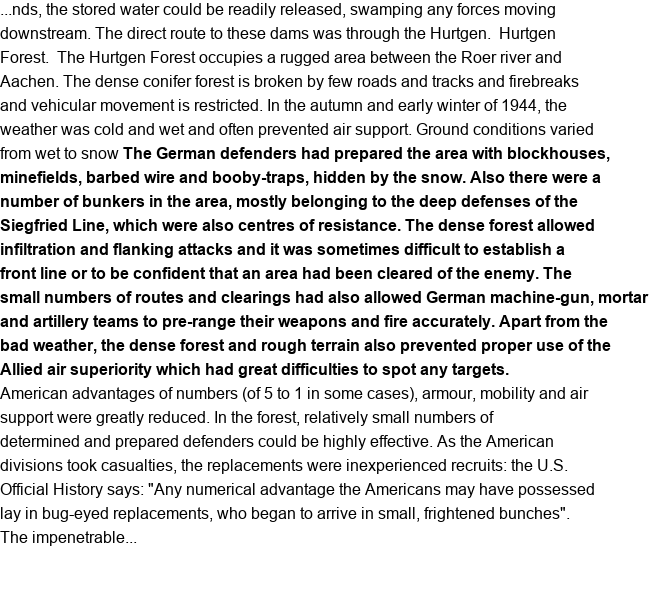 ...nds, the stored water could be readily released, swamping any forces moving
downstream. The direct route to these dams was through the Hurtgen.  Hurtgen
Forest.  The Hurtgen Forest occupies a rugged area between the Roer river and
Aachen. The dense conifer forest is broken by few roads and tracks and firebreaks
and vehicular movement is restricted. In the autumn and early winter of 1944, the
weather was cold and wet and often prevented air support. Ground conditions varied
from wet to snow The German defenders had prepared the area with blockhouses,
minefields, barbed wire and booby-traps, hidden by the snow. Also there were a
number of bunkers in the area, mostly belonging to the deep defenses of the
Siegfried Line, which were also centres of resistance. The dense forest allowed
infiltration and flanking attacks and it was sometimes difficult to establish a
front line or to be confident that an area had been cleared of the enemy. The
small numbers of routes and clearings had also allowed German machine-gun, mortar
and artillery teams to pre-range their weapons and fire accurately. Apart from the
bad weather, the dense forest and rough terrain also prevented proper use of the
Allied air superiority which had great difficulties to spot any targets.
American advantages of numbers (of 5 to 1 in some cases), armour, mobility and air
support were greatly reduced. In the forest, relatively small numbers of
determined and prepared defenders could be highly effective. As the American
divisions took casualties, the replacements were inexperienced recruits: the U.S.
Official History says: "Any numerical advantage the Americans may have possessed
lay in bug-eyed replacements, who began to arrive in small, frightened bunches".
The impenetrable...